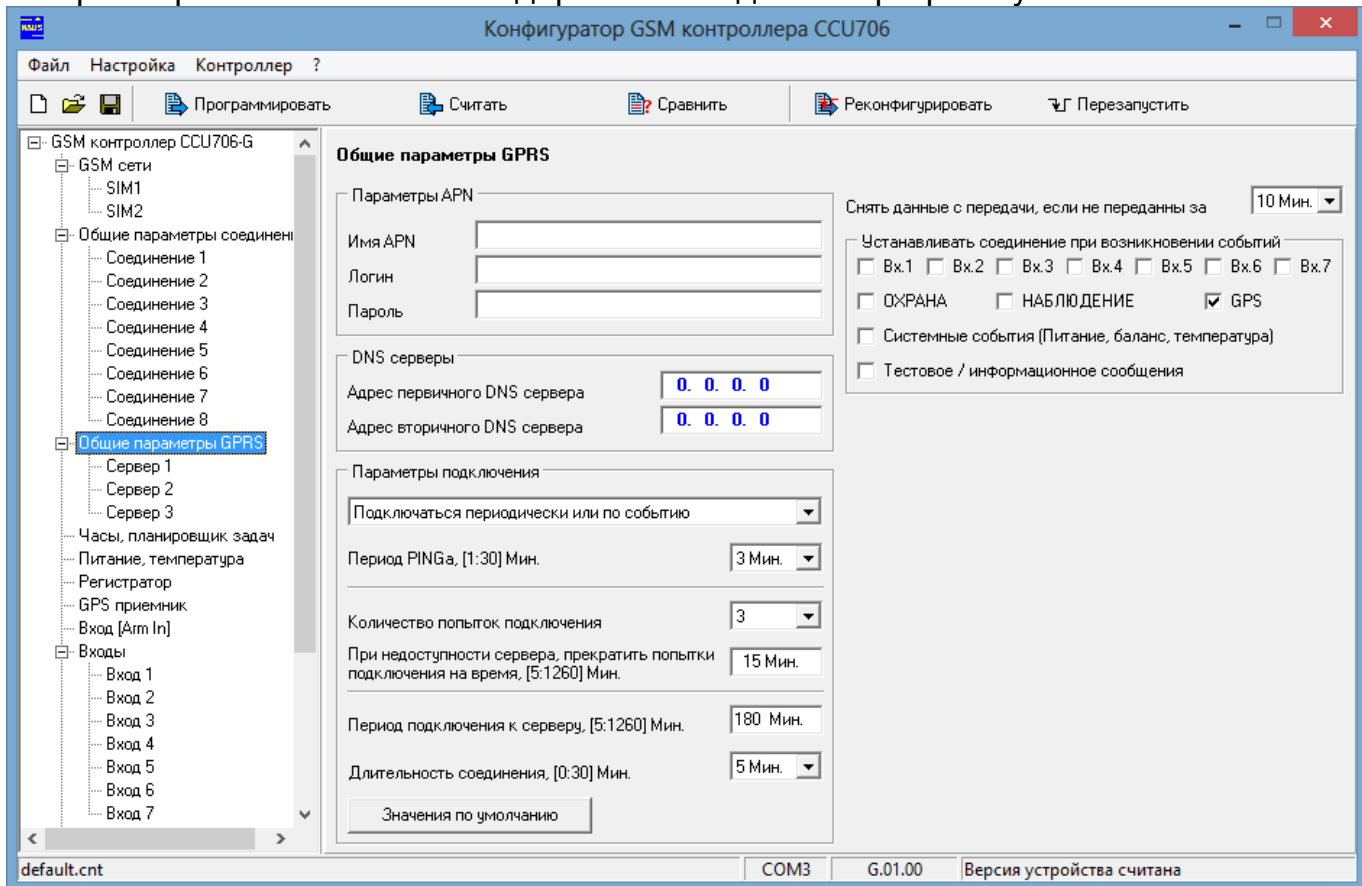 Конфигуратор GSM контроллера CCU706
Файл Настройка Контроллер ?
Программировать Считать Сравнить Реконфигурировать Перезапустить
GSM контроллер CCU706-G
GSM сети
SIM1
SIM2
Общие параметры соединени
Соединение 1
Соединение 2
Соединение 3
Соединение 4
Соединение 5
Соединение 6
Соединение 7
Соединение 8
Общие параметры GPRS
Сервер 1
Сервер 2
Сервер 3
Часы, планировщик задач
Питание, температура
Регистратор
GPS приемник
Вход [Arm In]
Входы
Вход 1
Вход 2
Вход 3
Вход 4
Вход 5
Вход 6
Вход 7
Общие параметры GPRS
Параметры APN
Имя APN
Логин
Пароль
DNS серверы
Адрес первичного DNS сервера 0. 0. 0. 0
Адрес вторичного DNS сервера 0. 0. 0. 0
Параметры подключения
Подключаться периодически или по событию
Период PINGа, [1:30] Мин. 3 Мин.
Количество попыток подключения 3
При недоступности сервера, прекратить попытки
подключения на время, [5:1260] Мин. 15 Мин.
Период подключения к серверу, [5:1260] Мин. 180 Мин.
Длительность соединения, [0:30] Мин. 5 Мин.
Значения по умолчанию
Снять данные с передачи, если не переданны за 10 Мин.
Устанавливать соединение при возникновении событий
Вх.1 Вх.2 Вх.3 Вх.4 Вх.5 Вх.6 Вх.7
ОХРАНА НАБЛЮДЕНИЕ GPS
Системные события (Питание, баланс, температура)
Тестовое / информационное сообщения
default.cnt COM3 G.01.00 Версия устройства считана